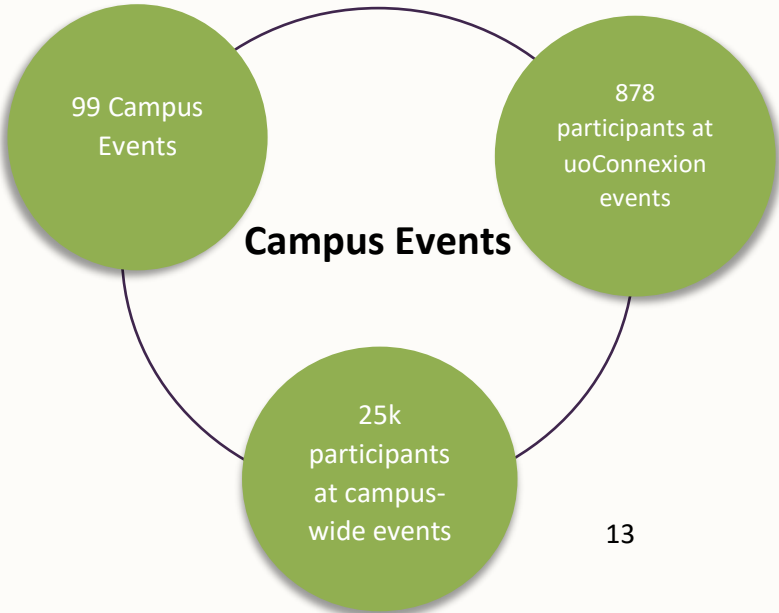 99 Campus
Events
878
participants at
uoConnexion
events
Campus Events
25k
participants
at campus-
wide events
13